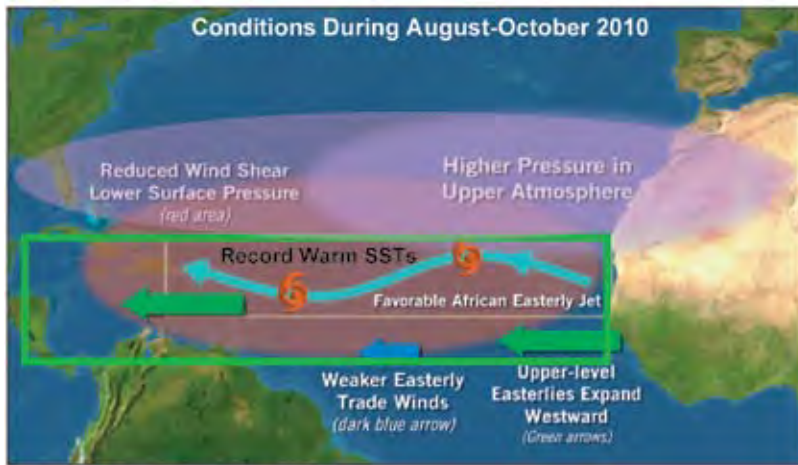 Conditions During August-October 2010
Reduced Wind Shear
Lower Surface Pressure
(red area)
Higher Pressure in
Upper Atmosphere
Record Warm SSTs
Favorable African Easterly Jet
Weaker Easterly
Trade Winds
(dark blue arrow)
Upper-level
Easterlies Expand
Westward
(Green arrows)